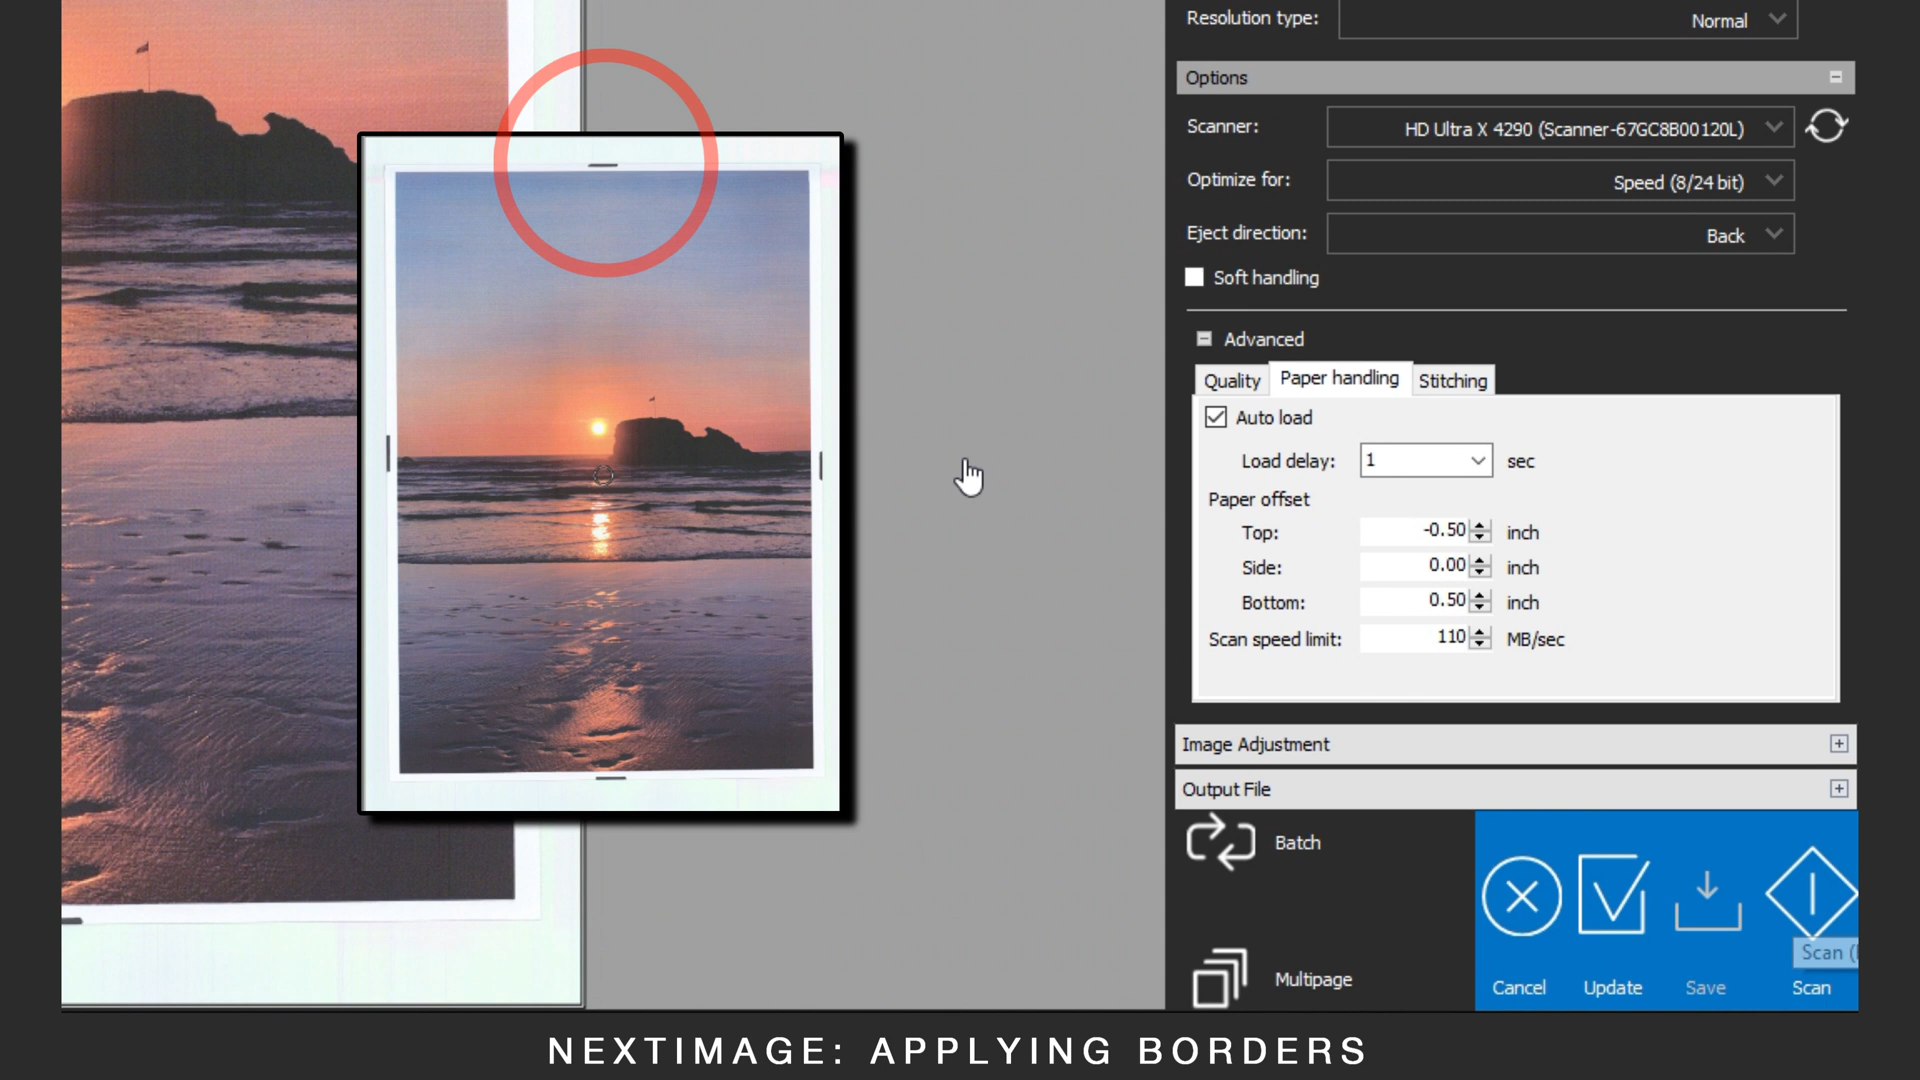 Resolution type: Normal
Options
Scanner: HD Ultra X 4290 (Scanner-67GC8B00120L)
Optimize for: Speed (8/24 bit)
Eject direction: Back
Soft handling
Advanced
Quality Paper handling Stitching
Auto load
Load delay: 1 sec
Paper offset
Top: -0.50 inch
Side: 0.00 inch
Bottom: 0.50 inch
Scan speed limit: 110 MB/sec
Image Adjustment
Output File
Batch
Multipage
Scan (
Cancel Update Save Scan
NEXTIMAGE: APPLYING BORDERS